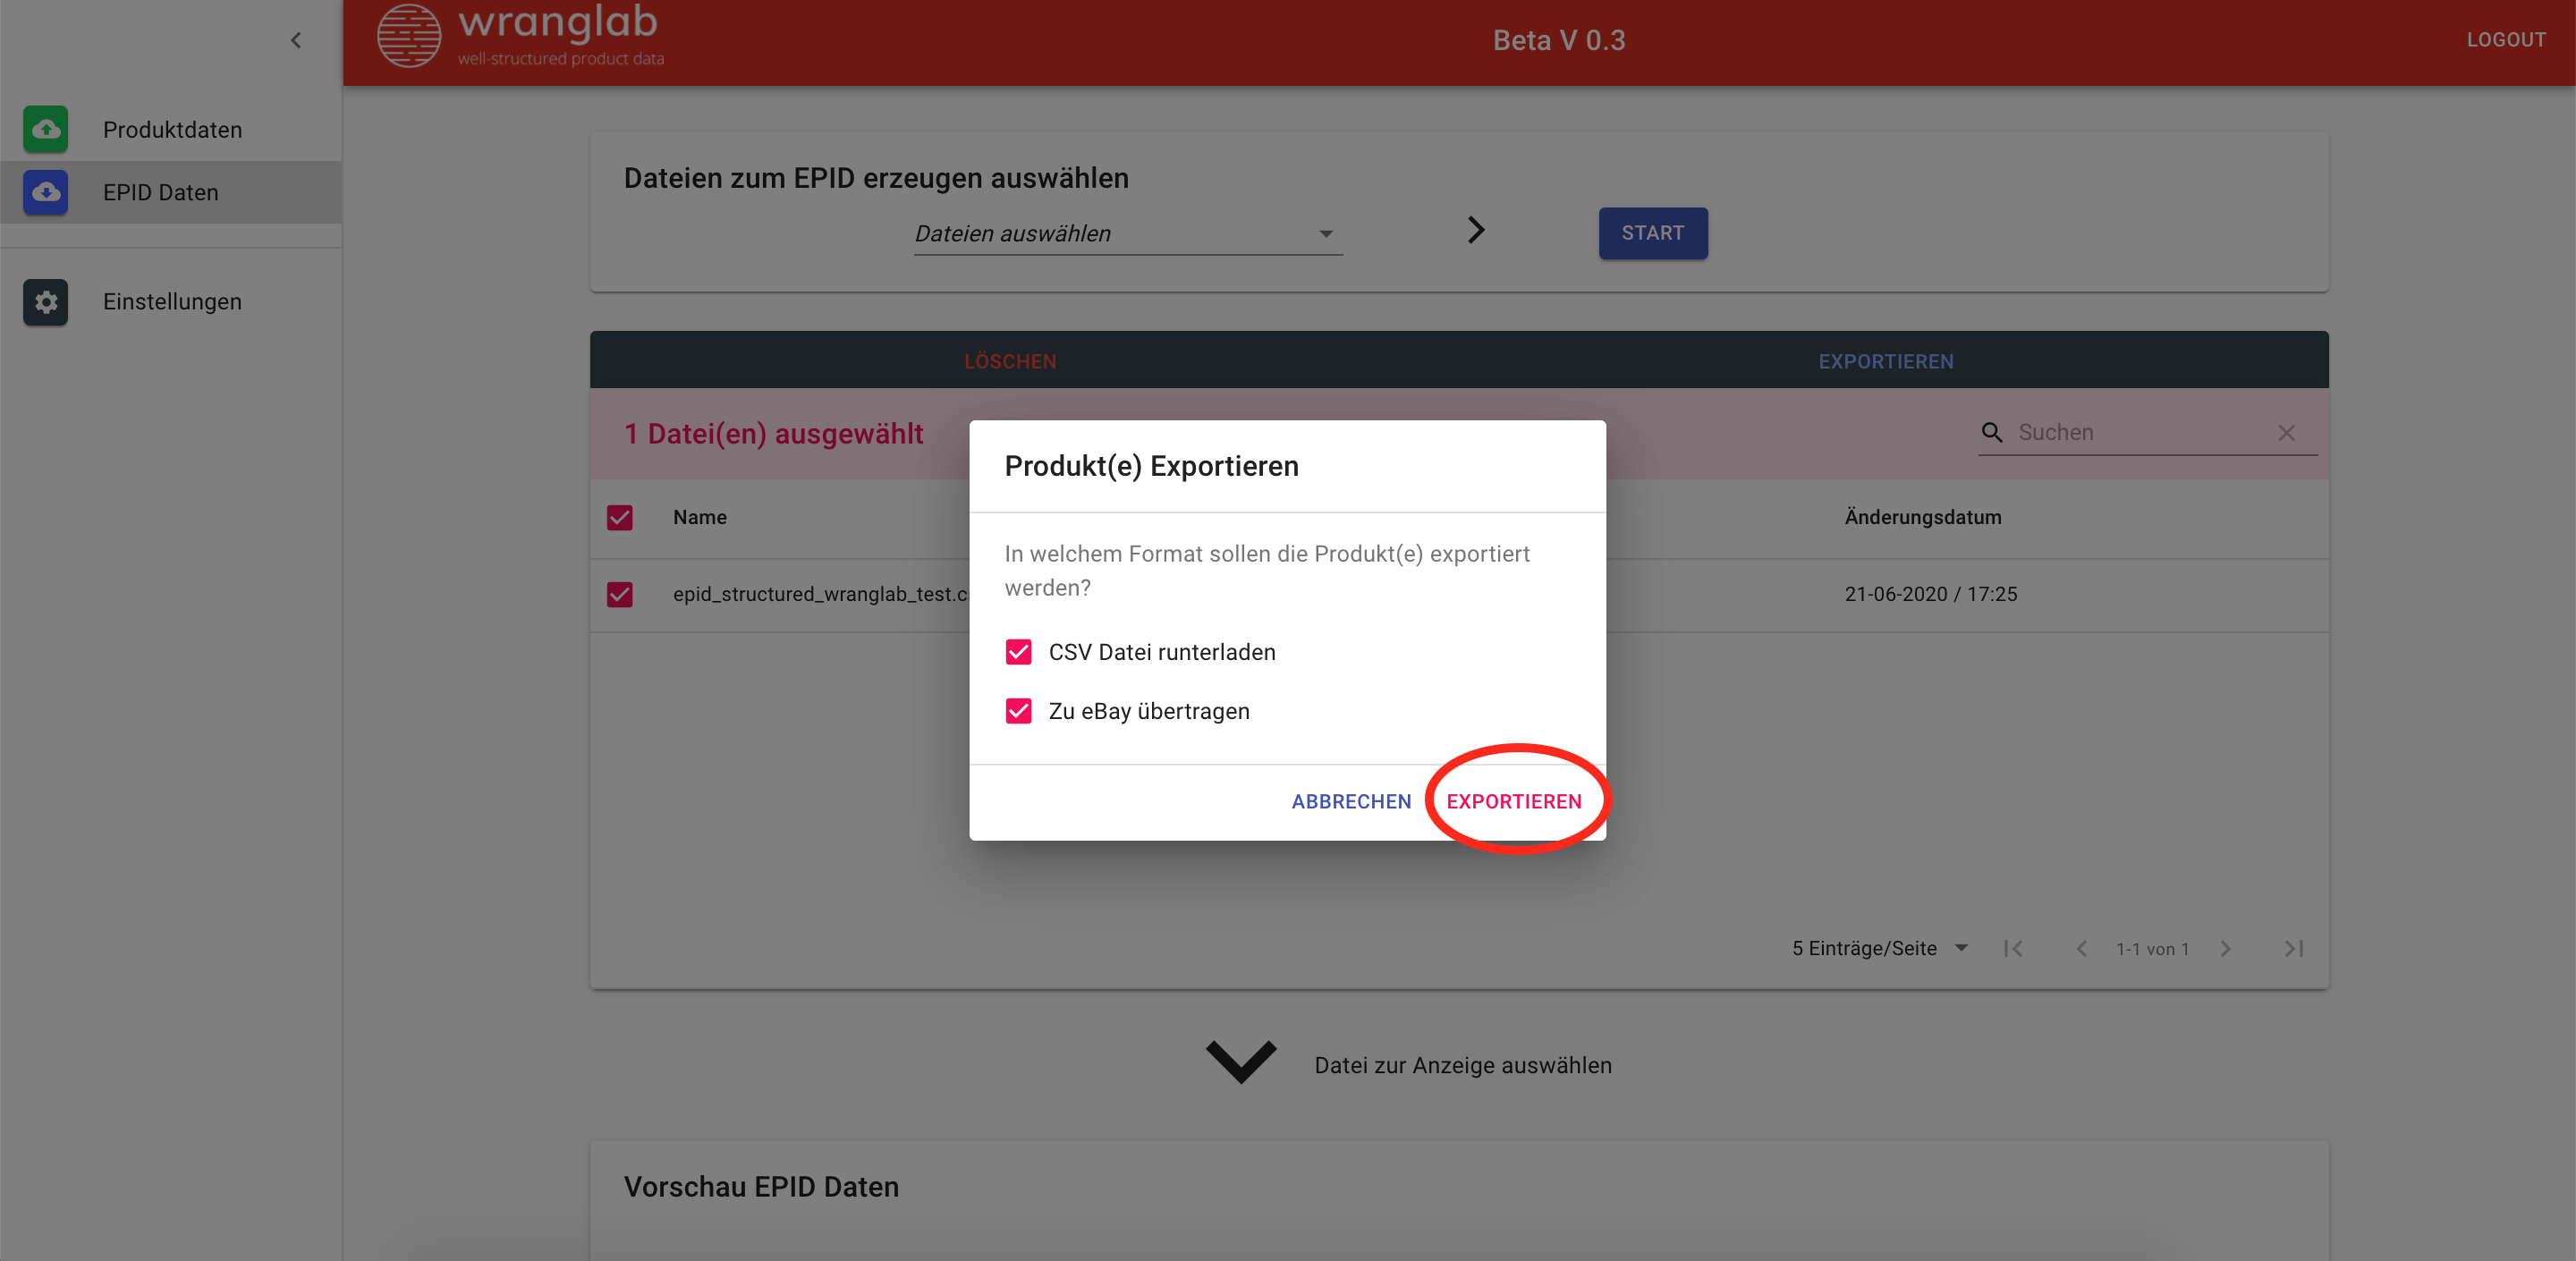 wranglab
well-structured product data
Beta V 0.3
LOGOUT
Produktdaten
EPID Daten
Einstellungen
Dateien zum EPID erzeugen auswählen
Dateien auswählen
START
LÖSCHEN
EXPORTIEREN
1 Datei(en) ausgewählt
Suchen
Name
Änderungsdatum
epid_structured_wranglab_test.c
21-06-2020 / 17:25
Produkt(e) Exportieren
In welchem Format sollen die Produkt(e) exportiert
werden?
CSV Datei runterladen
Zu eBay übertragen
ABBRECHEN
EXPORTIEREN
5 Einträge/Seite
1-1 von 1
Datei zur Anzeige auswählen
Vorschau EPID Daten